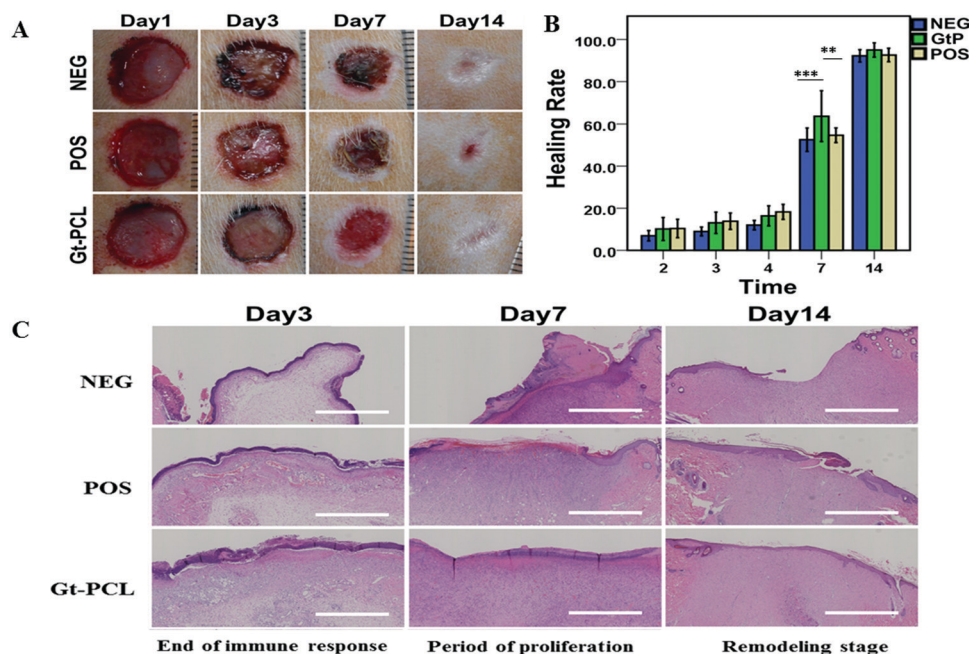 A
Day1 Day3 Day7 Day14
NEG
POS
Gt-PCL
B
NEG
GtP
POS
Healing Rate
100.0
80.0
60.0
40.0
20.0
0.0
*** **
2 3 4 7 14
Time
C
Day3 Day7 Day14
NEG
POS
Gt-PCL
End of immune response Period of proliferation Remodeling stage